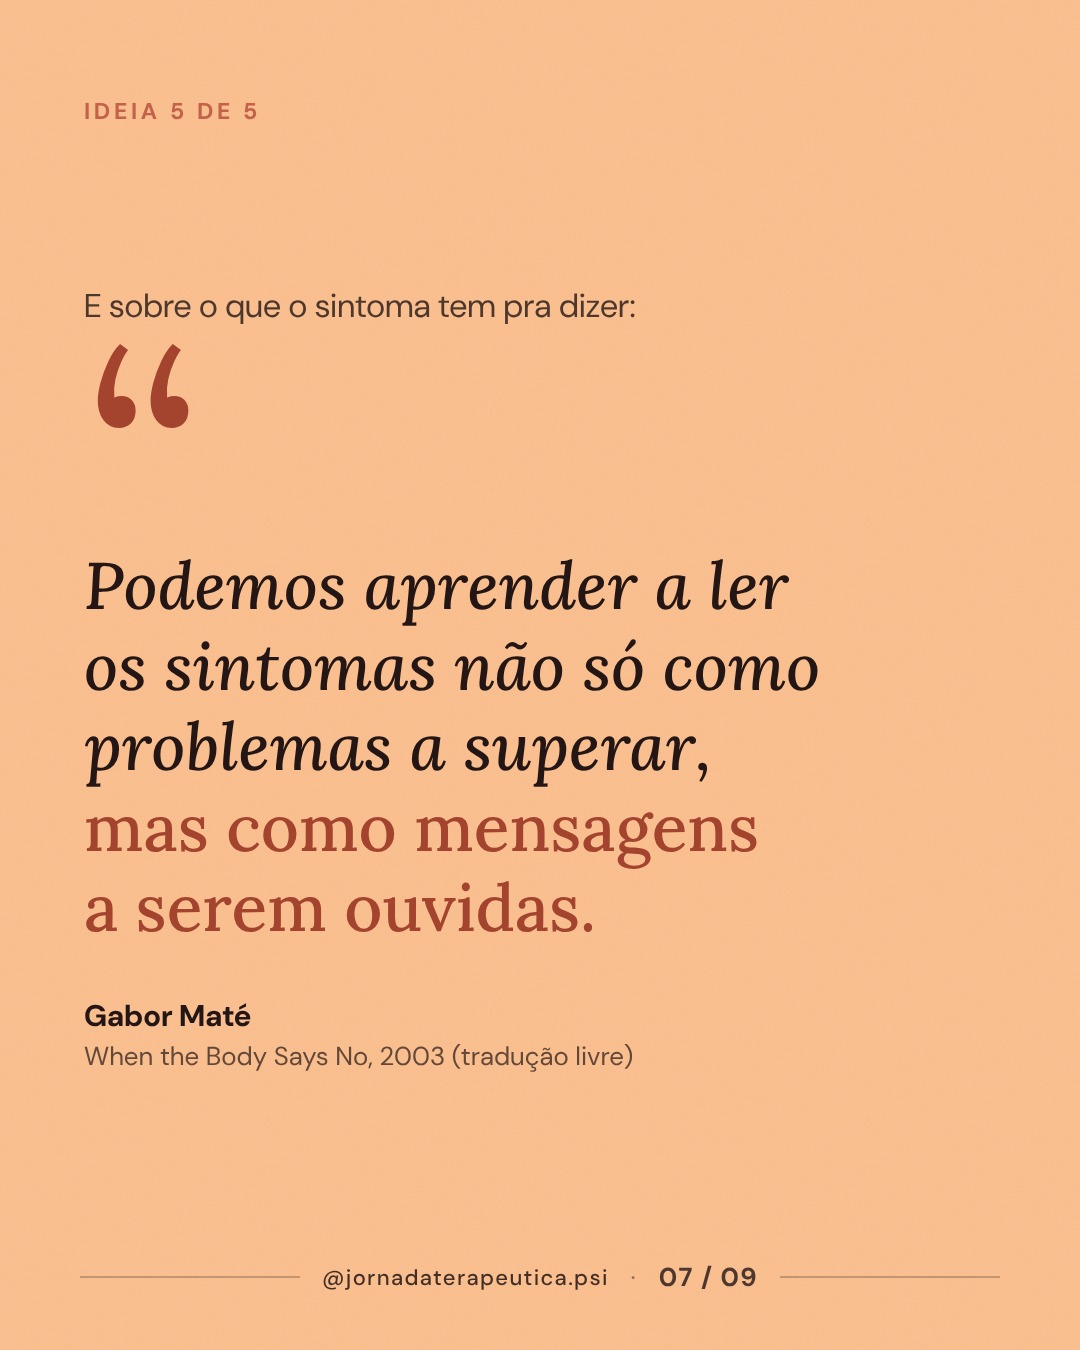 IDEIA 5 DE 5
E sobre o que o sintoma tem pra dizer:
“
Podemos aprender a ler
os sintomas não só como
problemas a superar,
mas como mensagens
a serem ouvidas.
Gabor Maté
When the Body Says No, 2003 (tradução livre)
@jornadaterapeutica.psi · 07 / 09